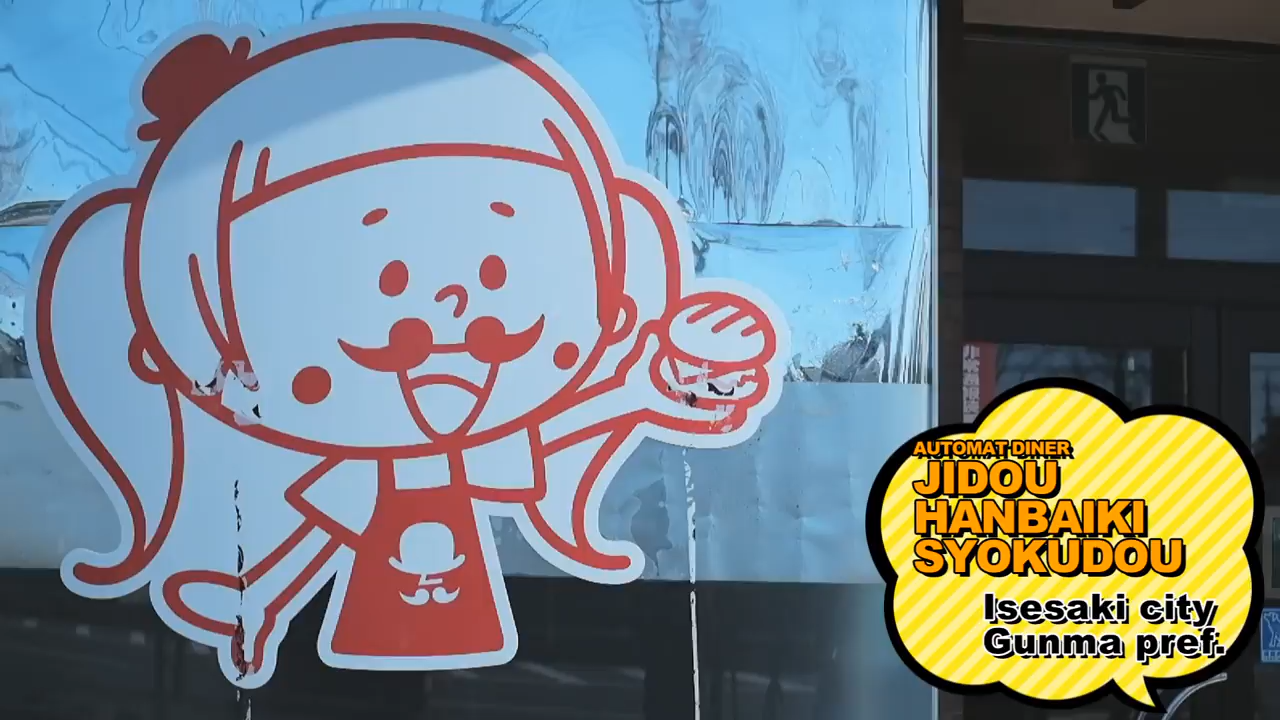 AUTOMAT DINER
JIDOU
HANBAIKI
SYOKUDOU
Isesaki city
Gunma pref.